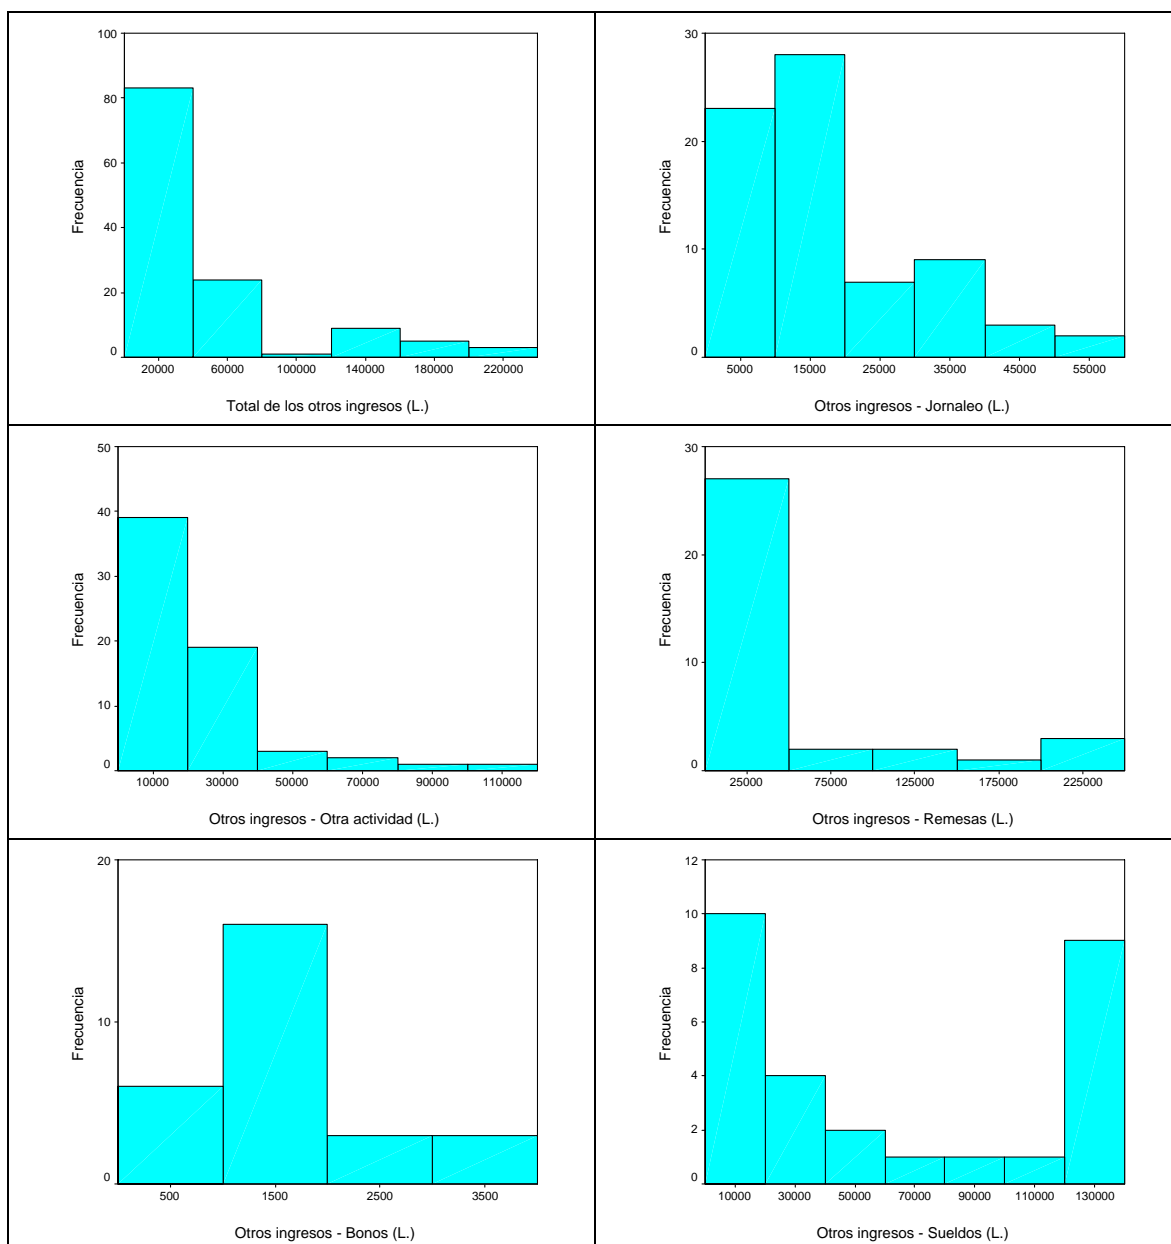 100
80
60
40
20
0
Frecuencia
20000 60000 100000 140000 180000 220000
Total de los otros ingresos (L.)
30
20
10
0
Frecuencia
5000 15000 25000 35000 45000 55000
Otros ingresos - Jornaleo (L.)
50
40
30
20
10
0
Frecuencia
10000 30000 50000 70000 90000 110000
Otros ingresos - Otra actividad (L.)
30
20
10
0
Frecuencia
25000 75000 125000 175000 225000
Otros ingresos - Remesas (L.)
20
10
0
Frecuencia
500 1500 2500 3500
Otros ingresos - Bonos (L.)
12
10
8
6
4
2
0
Frecuencia
10000 30000 50000 70000 90000 110000 130000
Otros ingresos - Sueldos (L.)